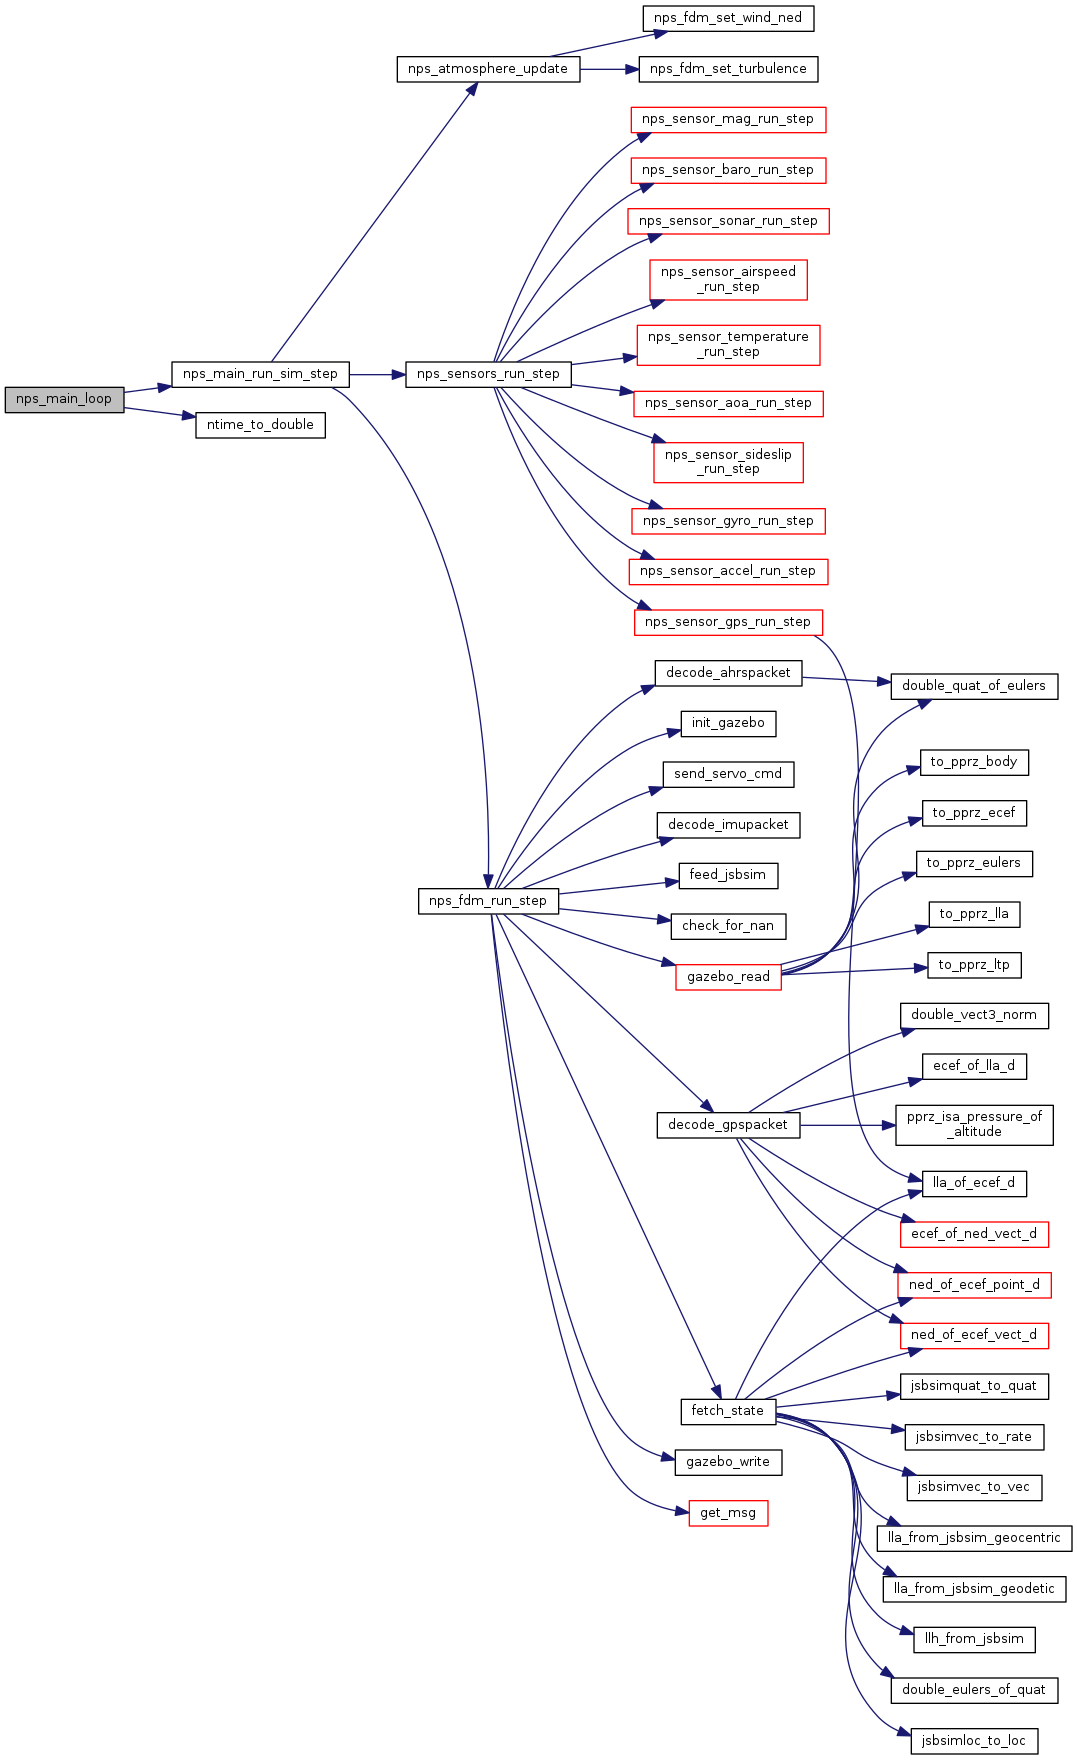 nps_fdm_set_wind_ned
nps_atmosphere_update
nps_fdm_set_turbulence
nps_sensor_mag_run_step
nps_sensor_baro_run_step
nps_sensor_sonar_run_step
nps_sensor_airspeed
_run_step
nps_sensor_temperature
_run_step
nps_main_run_sim_step
nps_sensors_run_step
nps_main_loop
nps_sensor_aoa_run_step
ntime_to_double
nps_sensor_sideslip
_run_step
nps_sensor_gyro_run_step
nps_sensor_accel_run_step
nps_sensor_gps_run_step
decode_ahrspacket
double_quat_of_eulers
init_gazebo
to_pprz_body
send_servo_cmd
to_pprz_ecef
decode_imupacket
to_pprz_eulers
feed_jsbsim
nps_fdm_run_step
to_pprz_lla
check_for_nan
to_pprz_ltp
gazebo_read
double_vect3_norm
ecef_of_lla_d
pprz_isa_pressure_of
_altitude
decode_gpspacket
lla_of_ecef_d
ecef_of_ned_vect_d
ned_of_ecef_point_d
ned_of_ecef_vect_d
jsbsimquat_to_quat
fetch_state
jsbsimvec_to_rate
gazebo_write
jsbsimvec_to_vec
get_msg
lla_from_jsbsim_geocentric
lla_from_jsbsim_geodetic
llh_from_jsbsim
double_eulers_of_quat
jsbsimloc_to_loc